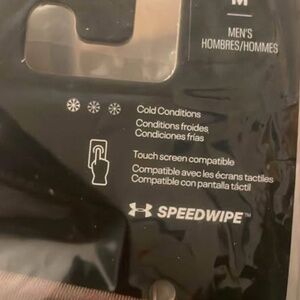 M
MEN'S
HOMBRES/HOMMES
Cold Conditions
Conditions froides
Condiciones frías
Touch screen compatible
Compatible avec les écrans tactiles
Compatible con pantalla táctil
SPEEDWIPE™